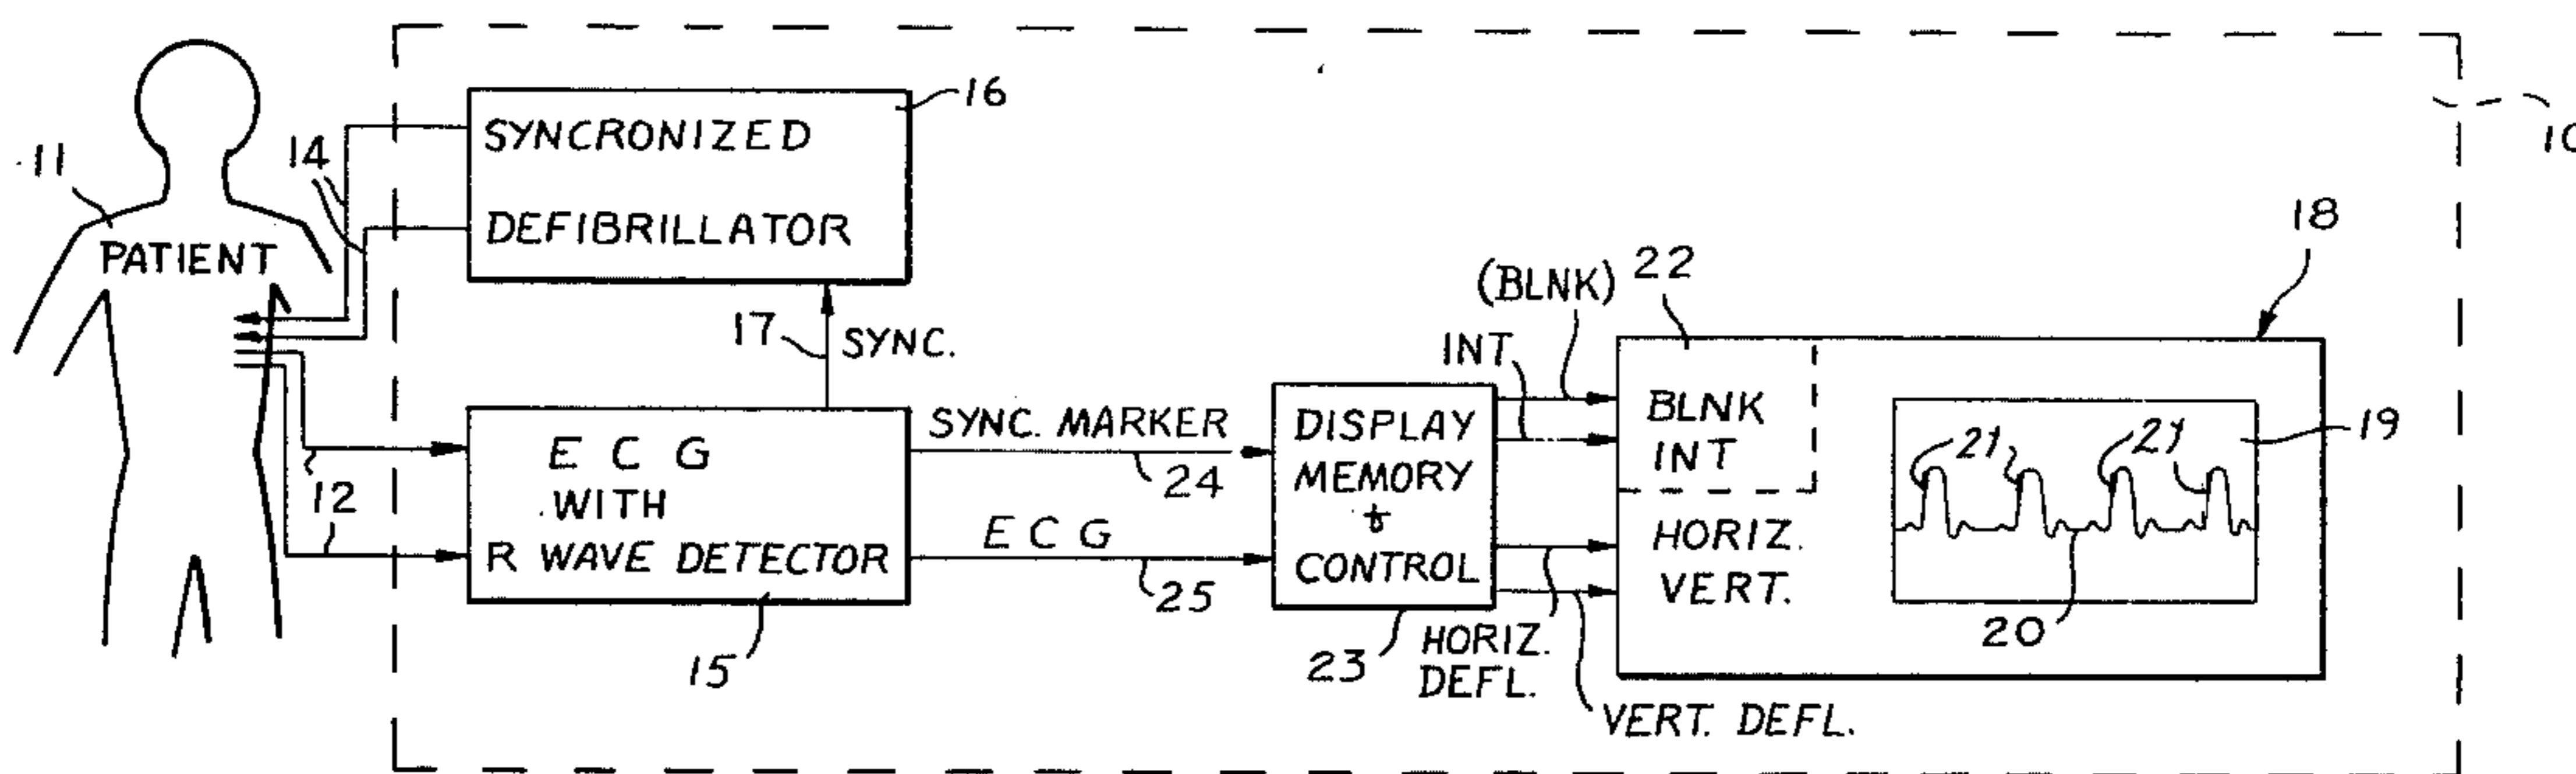 16
SYNCRONIZED
10
11
14
18
DEFIBRILLATOR
PATIENT
(BLNK)
22
17
SYNC.
INT
SYNC. MARKER
DISPLAY
BLNK
21
21
19
E C G
MEMORY
INT
24
12
WITH
&
E C G
HORIZ.
R WAVE DETECTOR
CONTROL
25
VERT.
20
15
23
HORIZ.
DEFL.
VERT. DEFL.